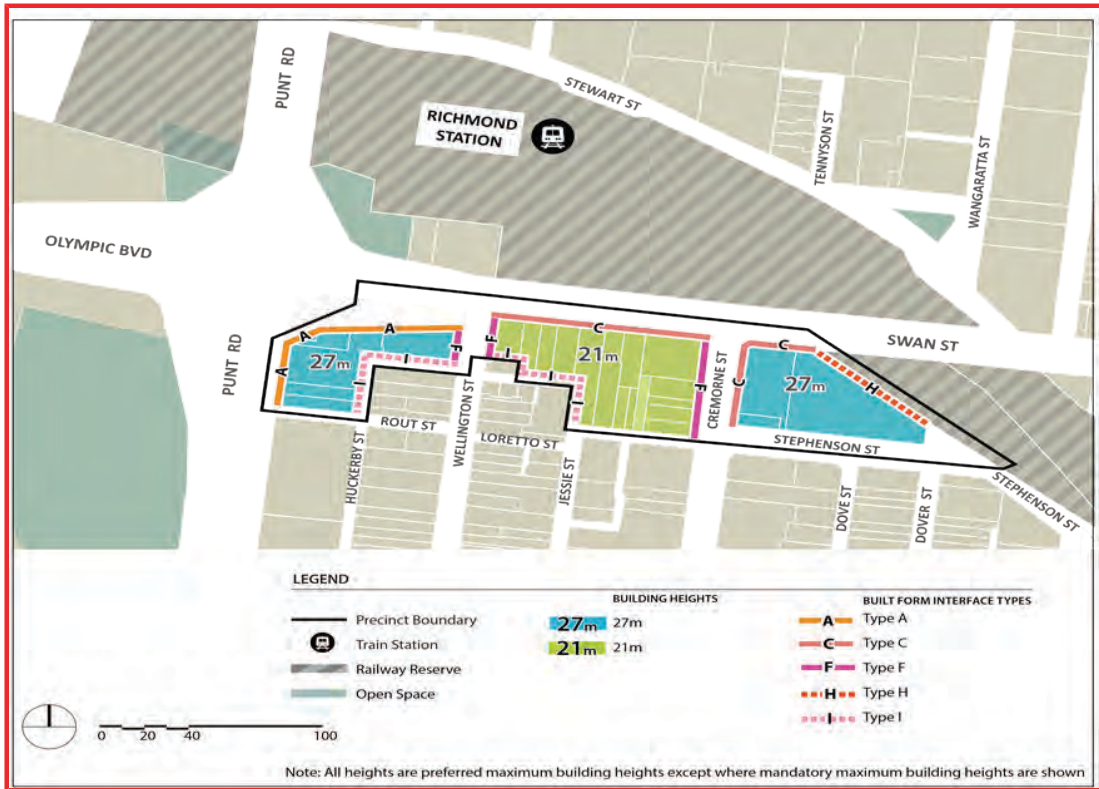 PUNT RD
STEWART ST
RICHMOND
STATION
TENNYSON ST
WANGARATTA ST
OLYMPIC BVD
SWAN ST
PUNT RD
A
A
A
27m
I
I
F
F
I
I
I
C
21m
F
CREMORNE ST
C
C
27m
H
HUCKERBY ST
ROUT ST
WELLINGTON ST
LORETTO ST
JESSIE ST
STEPHENSON ST
DOVE ST
DOVER ST
STEPHENSON ST
LEGEND
Precinct Boundary
Train Station
Railway Reserve
Open Space
BUILDING HEIGHTS
27m 27m
21m 21m
BUILT FORM INTERFACE TYPES
A Type A
C Type C
F Type F
H Type H
I Type I
0 20 40 100
Note: All heights are preferred maximum building heights except where mandatory maximum building heights are shown